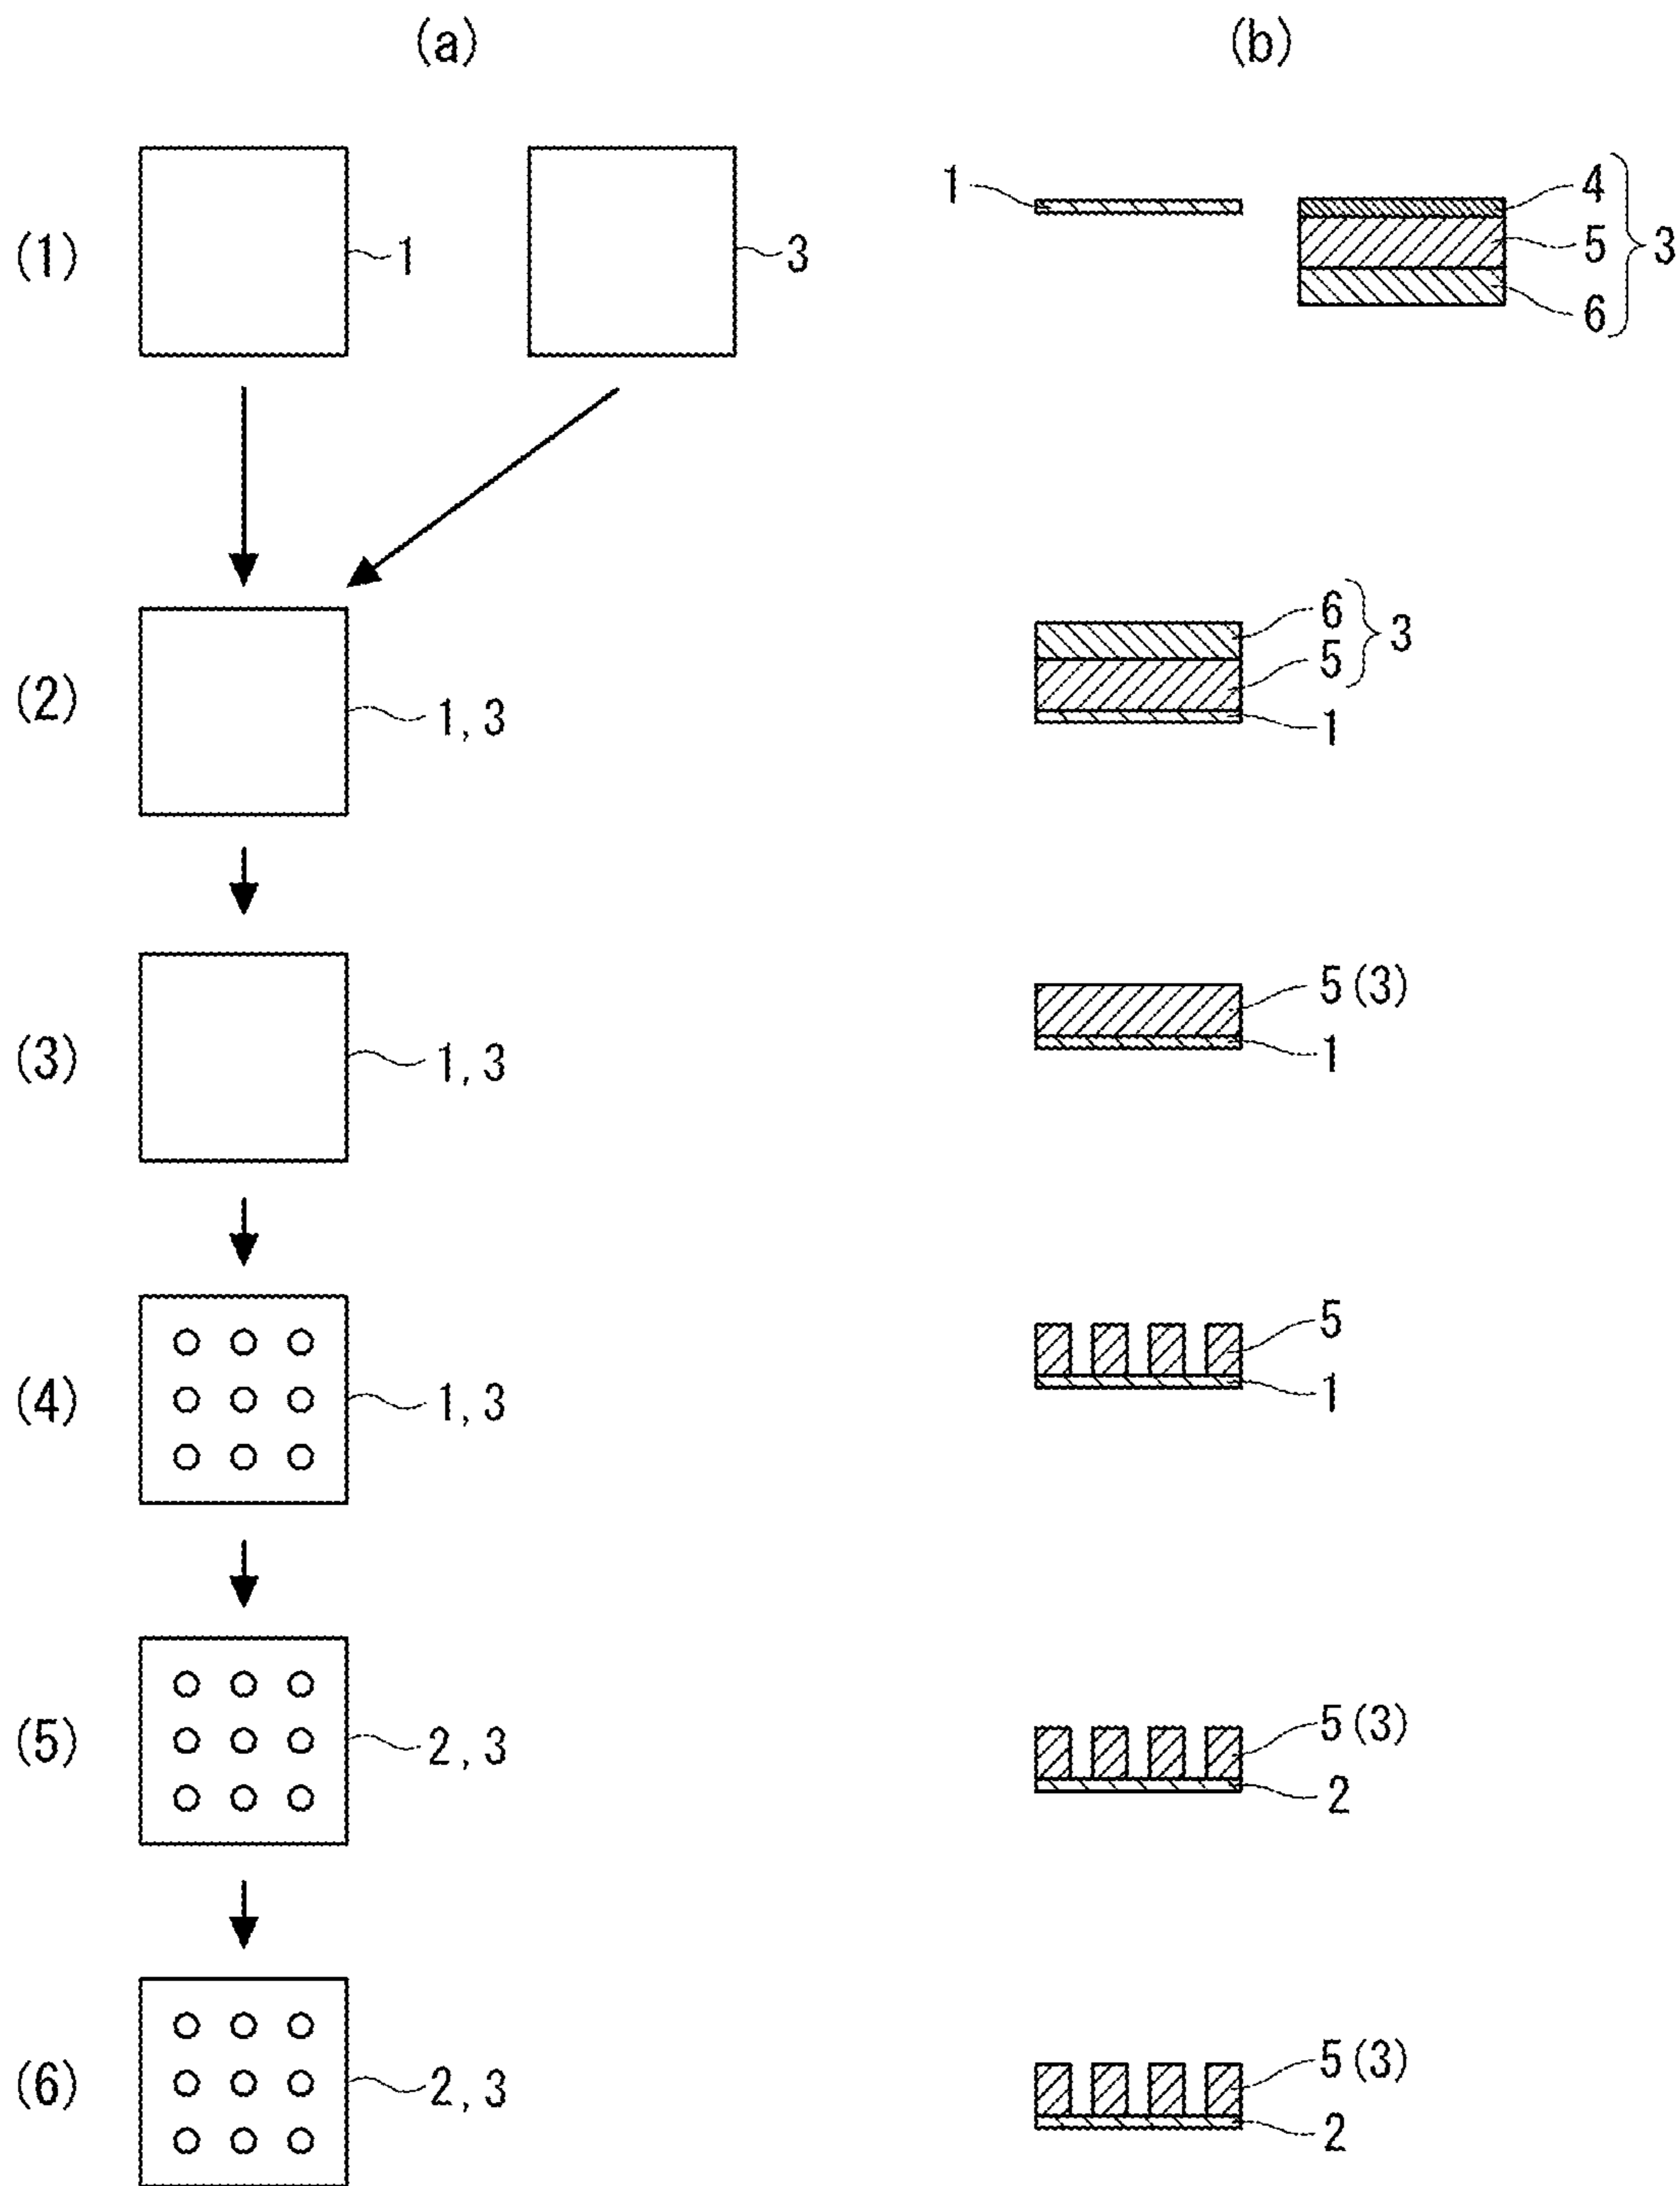 (a) (b)
(1) 1 3 1 4 5 6 3
(2) 1, 3 6 5 3 1
(3) 1, 3 5(3) 1
(4) 1, 3 5 1
(5) 2, 3 5(3) 2
(6) 2, 3 5(3) 2